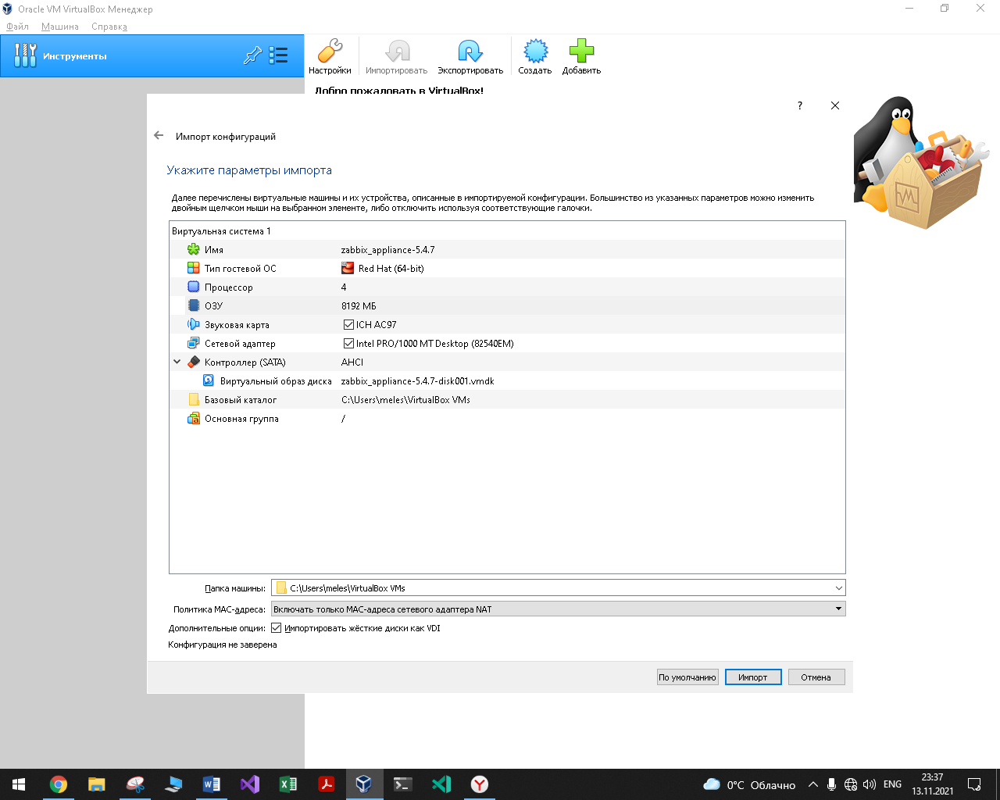 Oracle VM VirtualBox Менеджер
Файл Машина Справка
Инструменты
Настройки Импортировать Экспортировать Создать Добавить
Добро пожаловать в VirtualBox!
?
Импорт конфигураций
Укажите параметры импорта
Далее перечислены виртуальные машины и их устройства, описанные в импортируемой конфигурации. Большинство из указанных параметров можно изменить
двойным щелчком мыши на выбранном элементе, либо отключить используя соответствующие галочки.
Виртуальная система 1
Имя zabbix_appliance-5.4.7
Тип гостевой ОС Red Hat (64-bit)
Процессор 4
ОЗУ 8192 МБ
Звуковая карта ICH AC97
Сетевой адаптер Intel PRO/1000 MT Desktop (82540EM)
Контроллер (SATA) AHCI
Виртуальный образ диска zabbix_appliance-5.4.7-disk001.vmdk
Базовый каталог C:\Users\meles\VirtualBox VMs
Основная группа /
Папка машины: C:\Users\meles\VirtualBox VMs
Политика MAC-адреса: Включать только MAC-адреса сетевого адаптера NAT
Дополнительные опции: Импортировать жёсткие диски как VDI
Конфигурация не заверена
По умолчанию Импорт Отмена
0°C Облачно ENG 23:37
13.11.2021